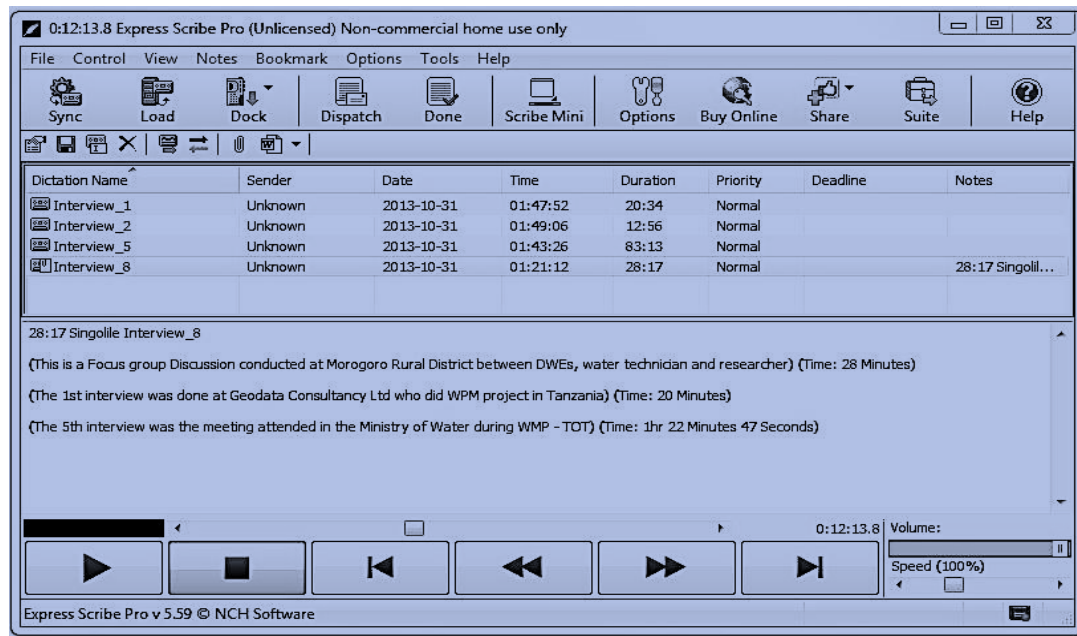 0:12:13.8 Express Scribe Pro (Unlicensed) Non-commercial home use only
File Control View Notes Bookmark Options Tools Help
Sync Load Dock Dispatch Done Scribe Mini Options Buy Online Share Suite Help
Dictation Name Sender Date Time Duration Priority Deadline Notes
Interview_1 Unknown 2013-10-31 01:47:52 20:34 Normal
Interview_2 Unknown 2013-10-31 01:49:06 12:56 Normal
Interview_5 Unknown 2013-10-31 01:43:26 83:13 Normal
Interview_8 Unknown 2013-10-31 01:21:12 28:17 Normal 28:17 Singolil...
28:17 Singolile Interview_8
(This is a Focus group Discussion conducted at Morogoro Rural District between DWEs, water technician and researcher) (Time: 28 Minutes)
(The 1st interview was done at Geodata Consultancy Ltd who did WPM project in Tanzania) (Time: 20 Minutes)
(The 5th interview was the meeting attended in the Ministry of Water during WMP - TOT) (Time: 1hr 22 Minutes 47 Seconds)
0:12:13.8 Volume:
Speed (100%)
Express Scribe Pro v 5.59 © NCH Software